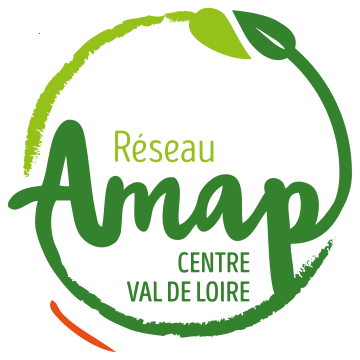 Réseau
Amap
CENTRE
VAL DE LOIRE